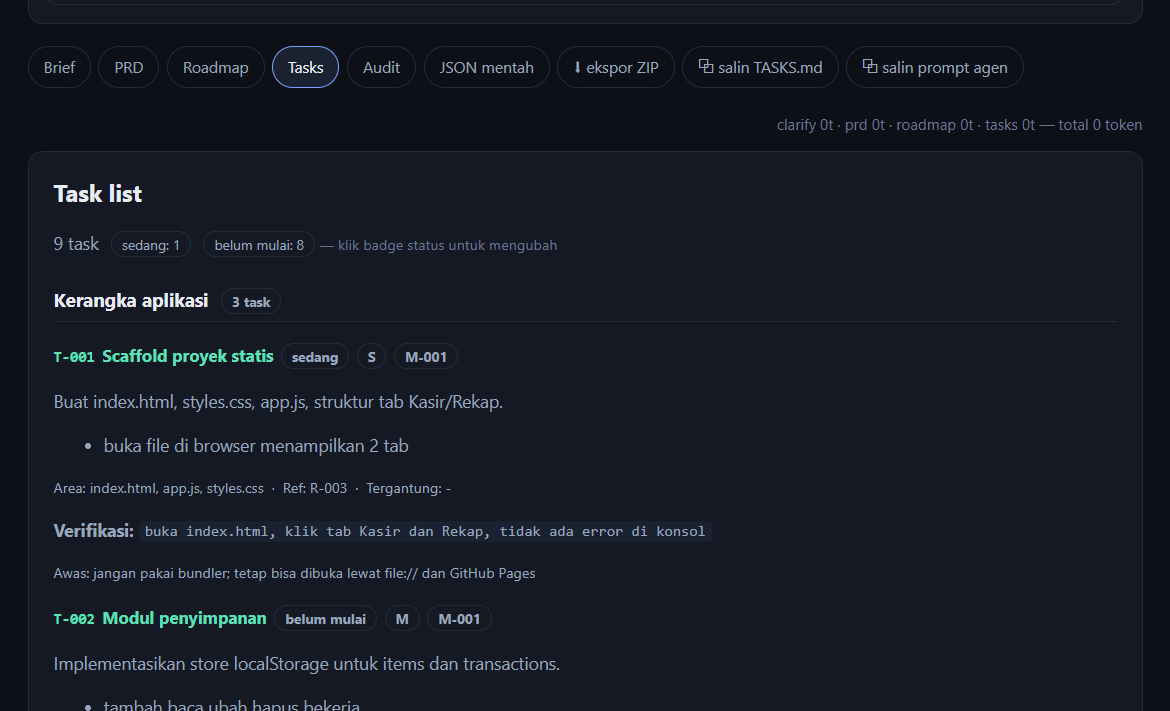 Brief PRD Roadmap Tasks Audit JSON mentah ⬇ ekspor ZIP ⿻ salin TASKS.md ⿻ salin prompt agen
clarify 0t · prd 0t · roadmap 0t · tasks 0t — total 0 token
Task list
9 task sedang: 1 belum mulai: 8 — klik badge status untuk mengubah
Kerangka aplikasi 3 task
T-001 Scaffold proyek statis sedang S M-001
Buat index.html, styles.css, app.js, struktur tab Kasir/Rekap.
• buka file di browser menampilkan 2 tab
Area: index.html, app.js, styles.css · Ref: R-003 · Tergantung: -
Verifikasi: buka index.html, klik tab Kasir dan Rekap, tidak ada error di konsol
Awas: jangan pakai bundler; tetap bisa dibuka lewat file:// dan GitHub Pages
T-002 Modul penyimpanan belum mulai M M-001
Implementasikan store localStorage untuk items dan transactions.
• tambah baca ubah hapus bekerja